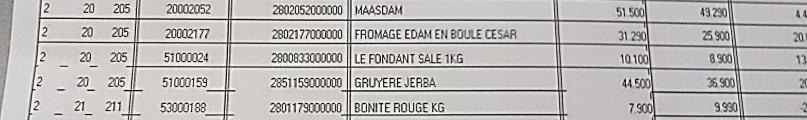 2 20 205 20002052 2802052000000 MAASDAM 51.500 49.290 4.4
2 20 205 20002177 2802177000000 FROMAGE EDAM EN BOULE CESAR 31.290 25.900 20.
2 _ 20 205 51000024 2800833000000 LE FONDANT SALE 1KG 10.100 8.900 13
2 _ 20_ 205 51000159 2851159000000 GRUYERE JERBA 44.500 36.900 20
2 _ 21_ 211 53000188 2801179000000 BONITE ROUGE KG 7.900 9.990 -2